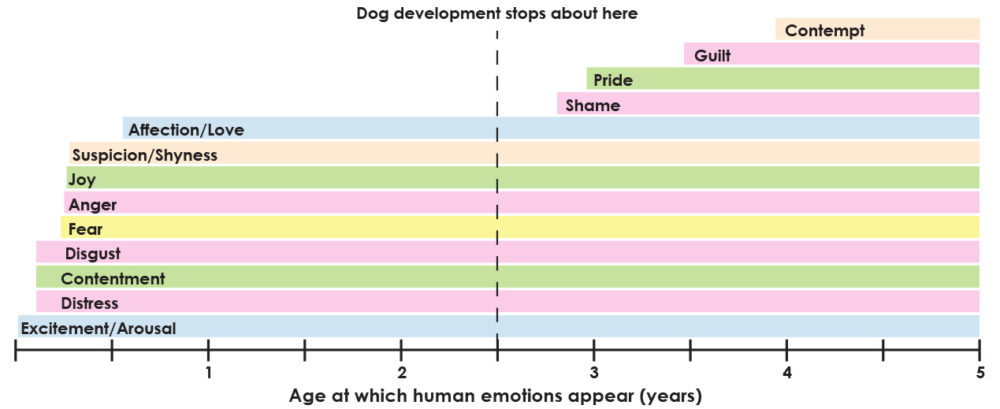 Dog development stops about here
Contempt
Guilt
Pride
Shame
Affection/Love
Suspicion/Shyness
Joy
Anger
Fear
Disgust
Contentment
Distress
Excitement/Arousal
1 2 3 4 5
Age at which human emotions appear (years)